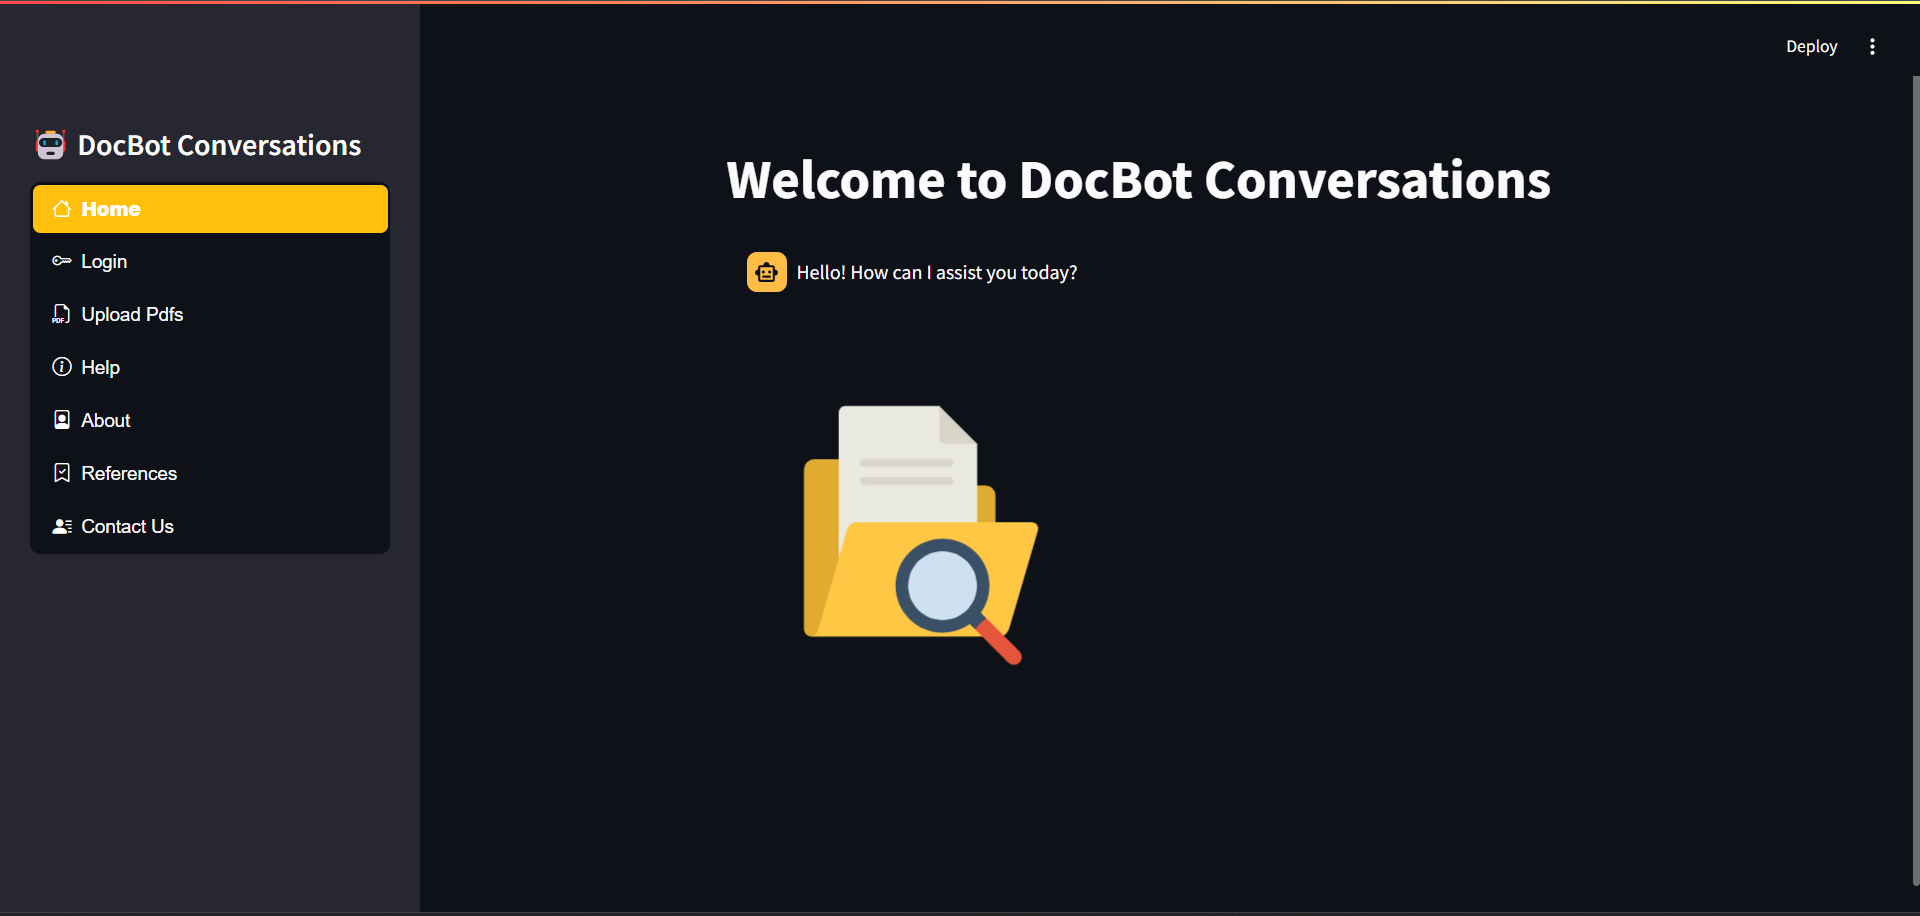 Deploy
DocBot Conversations
Home
Login
PDF
Upload Pdfs
Help
About
References
Contact Us
Welcome to DocBot Conversations
Hello! How can I assist you today?